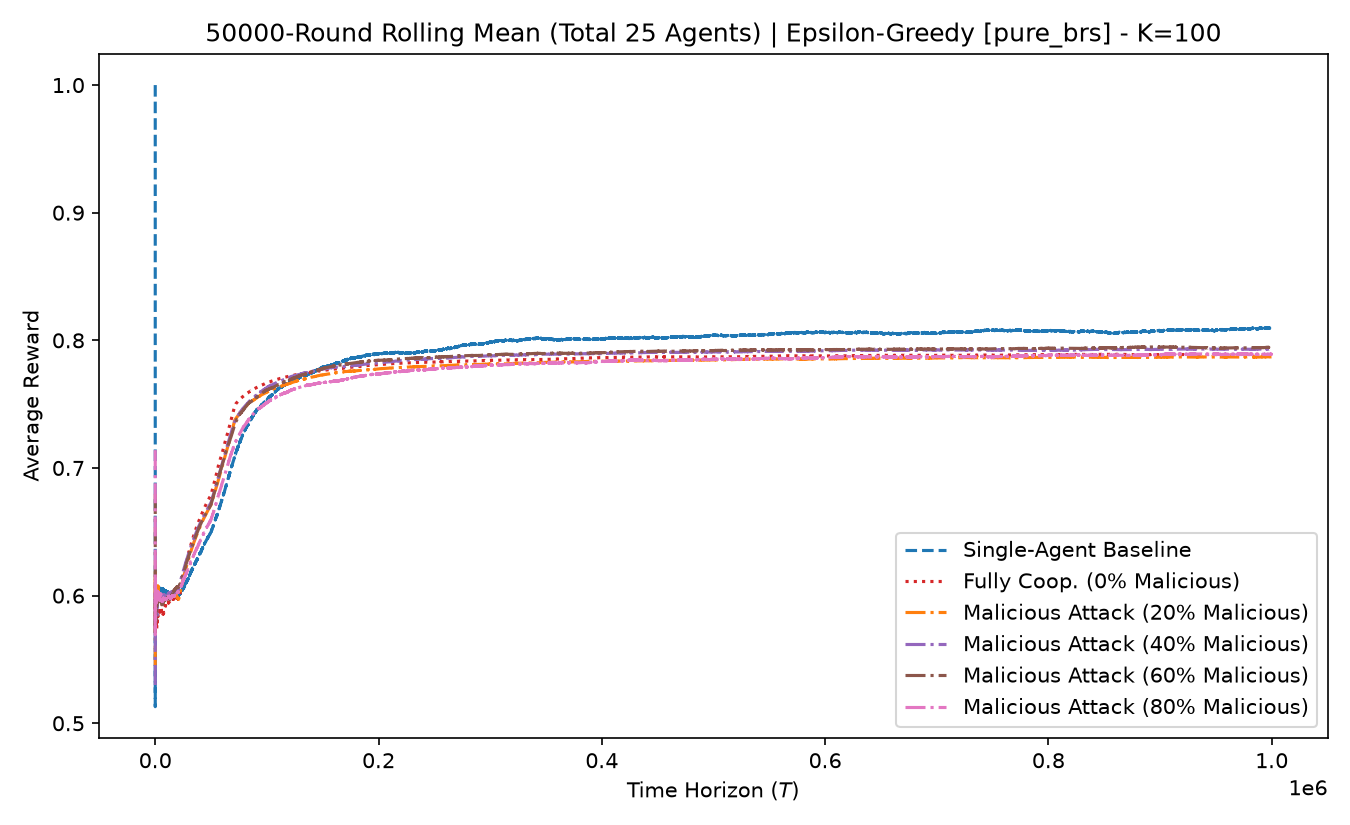 50000-Round Rolling Mean (Total 25 Agents) | Epsilon-Greedy [pure_brs] - K=100
Average Reward
1.0
0.9
0.8
0.7
0.6
0.5
Single-Agent Baseline
Fully Coop. (0% Malicious)
Malicious Attack (20% Malicious)
Malicious Attack (40% Malicious)
Malicious Attack (60% Malicious)
Malicious Attack (80% Malicious)
0.0 0.2 0.4 0.6 0.8 1.0
1e6
Time Horizon (T)